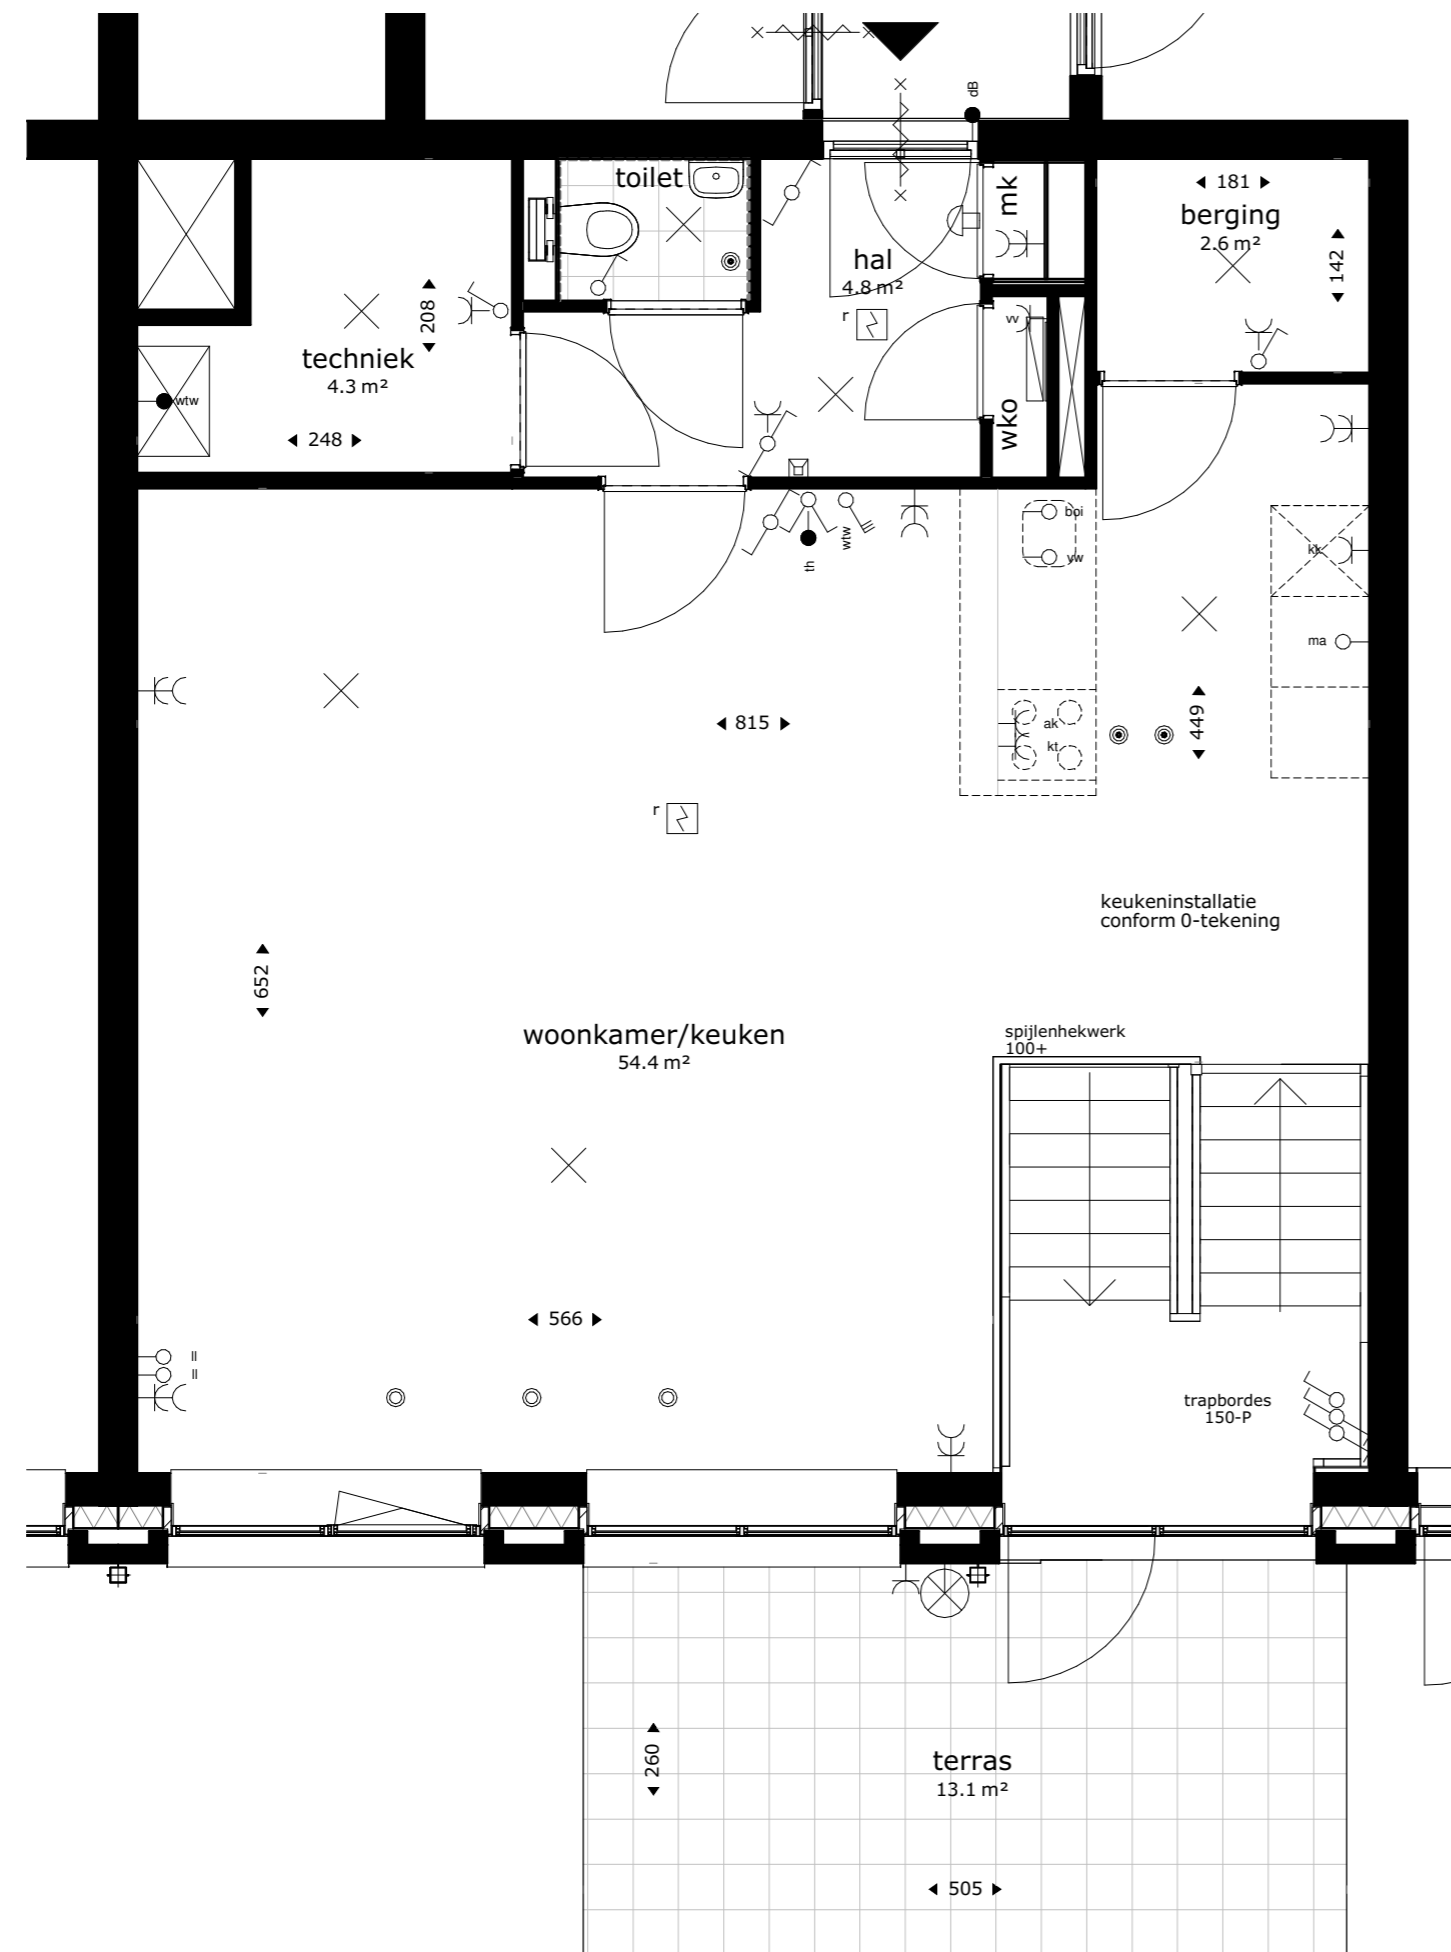 dB
toilet
mk
181
berging
2.6 m²
142
hal
4.8 m²
r
208
vv
techniek
4.3 m²
wtw
wko
248
boi
wtw
th
vw
kk
ma
449
815
ak
kt
r
keukeninstallatie
conform 0-tekening
652
woonkamer/keuken
54.4 m²
spijlenhekwerk
100+
566
II
II
trapbordes
150-P
260
terras
13.1 m²
505